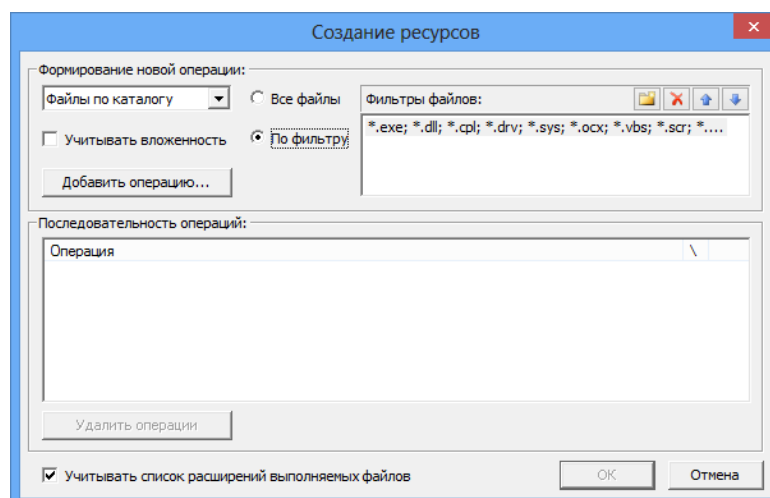 Создание ресурсов
Формирование новой операции:
Файлы по каталогу
Все файлы
Фильтры файлов:
Учитывать вложенность
По фильтру
*.exe; *.dll; *.cpl; *.drv; *.sys; *.ocx; *.vbs; *.scr; *....
Добавить операцию...
Последовательность операций:
Операция \
Удалить операции
Учитывать список расширений выполняемых файлов
OK
Отмена